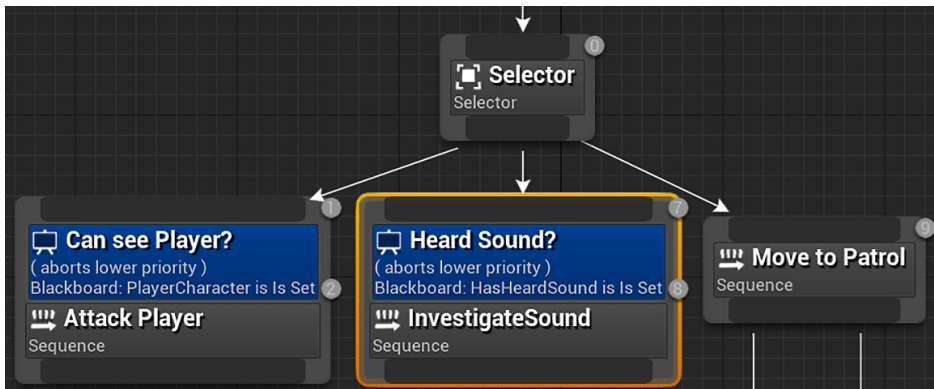 0
Selector
Selector
1
Can see Player?
( aborts lower priority )
Blackboard: PlayerCharacter is Is Set
2
Attack Player
Sequence
7
Heard Sound?
( aborts lower priority )
Blackboard: HasHeardSound is Is Set
8
InvestigateSound
Sequence
9
Move to Patrol
Sequence